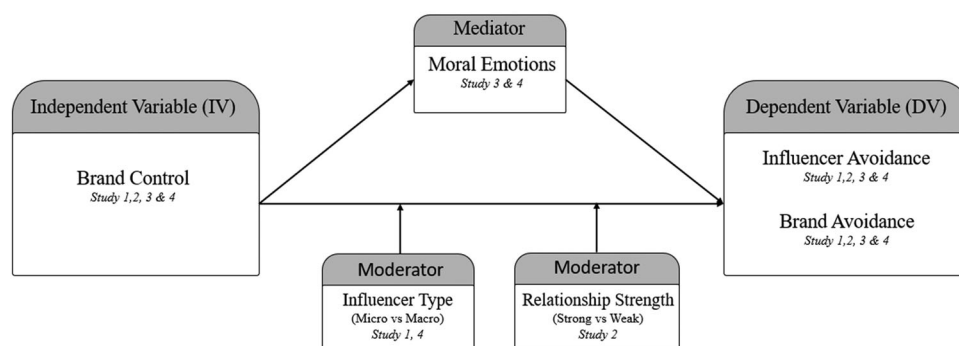 Mediator
Moral Emotions
Study 3 & 4
Independent Variable (IV)
Brand Control
Study 1,2, 3 & 4
Dependent Variable (DV)
Influencer Avoidance
Study 1,2, 3 & 4
Brand Avoidance
Study 1,2, 3 & 4
Moderator
Influencer Type
(Micro vs Macro)
Study 1, 4
Moderator
Relationship Strength
(Strong vs Weak)
Study 2